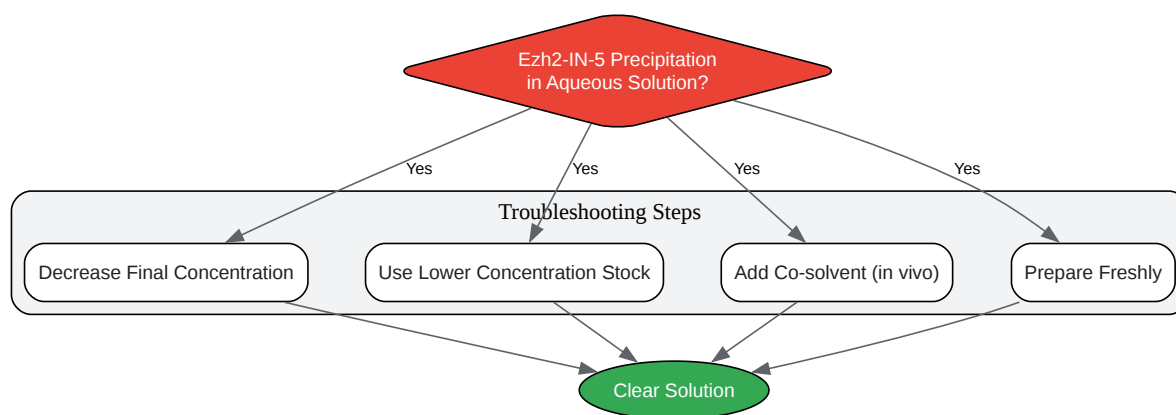 Ezh2-IN-5 Precipitation
in Aqueous Solution?
Yes
Yes
Yes
Yes
Troubleshooting Steps
Decrease Final Concentration
Use Lower Concentration Stock
Add Co-solvent (in vivo)
Prepare Freshly
Clear Solution